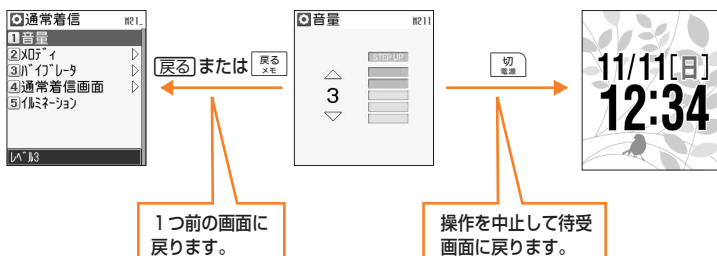 通常着信 M21_
1音量
2ﾒﾛﾃﾞｨ
3ﾊﾞｲﾌﾞﾚｰﾀ
4通常着信画面
5ｲﾙﾐﾈｰｼｮﾝ
ﾚﾍﾞﾙ3
戻る または 戻る
メモ
音量 M211
STEP UP
3
切
電源
11/11[日]
12:34
1つ前の画面に
戻ります。
操作を中止して待受
画面に戻ります。